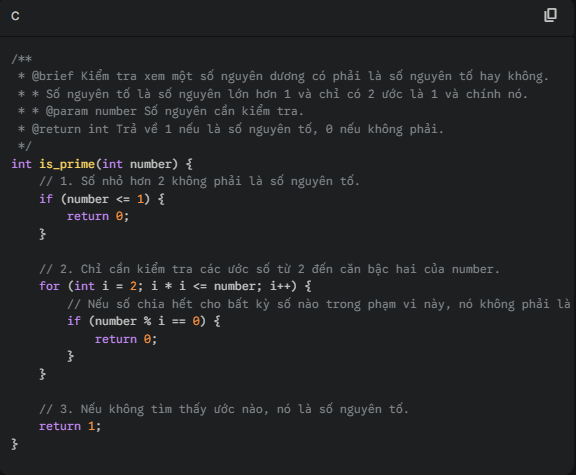 C
/**
 * @brief Kiểm tra xem một số nguyên dương có phải là số nguyên tố hay không.
 * * Số nguyên tố là số nguyên lớn hơn 1 và chỉ có 2 ước là 1 và chính nó.
 * * @param number Số nguyên cần kiểm tra.
 * @return int Trả về 1 nếu là số nguyên tố, 0 nếu không phải.
 */
int is_prime(int number) {
    // 1. Số nhỏ hơn 2 không phải là số nguyên tố.
    if (number <= 1) {
        return 0;
    }

    // 2. Chỉ cần kiểm tra các ước số từ 2 đến căn bậc hai của number.
    for (int i = 2; i * i <= number; i++) {
        // Nếu số chia hết cho bất kỳ số nào trong phạm vi này, nó không phải là
        if (number % i == 0) {
            return 0;
        }
    }

    // 3. Nếu không tìm thấy ước nào, nó là số nguyên tố.
    return 1;
}